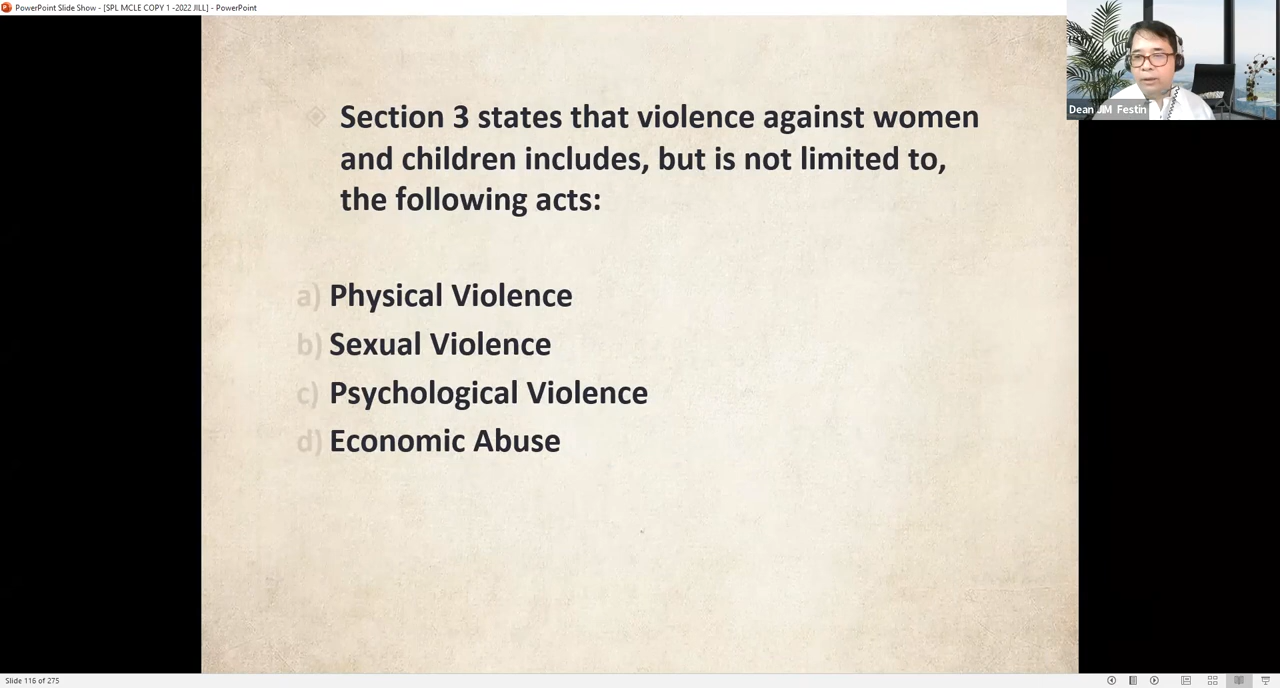 PowerPoint Slide Show - [SPL MCLE COPY 1 -2022 JILL] - PowerPoint
Dean JIM Festin
Section 3 states that violence against women
and children includes, but is not limited to,
the following acts:
a) Physical Violence
b) Sexual Violence
c) Psychological Violence
d) Economic Abuse
Slide 116 of 275